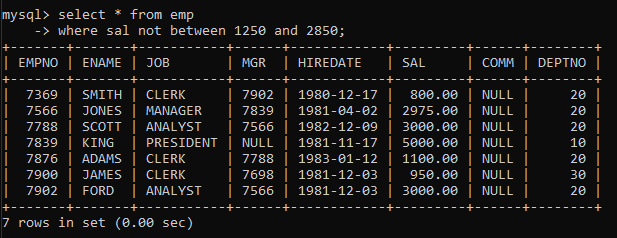 mysql> select * from emp
    -> where sal not between 1250 and 2850;
+-------+-------+-----------+------+------------+---------+------+--------+
| EMPNO | ENAME | JOB       | MGR  | HIREDATE   | SAL     | COMM | DEPTNO |
+-------+-------+-----------+------+------------+---------+------+--------+
|  7369 | SMITH | CLERK     | 7902 | 1980-12-17 |  800.00 | NULL |     20 |
|  7566 | JONES | MANAGER   | 7839 | 1981-04-02 | 2975.00 | NULL |     20 |
|  7788 | SCOTT | ANALYST   | 7566 | 1982-12-09 | 3000.00 | NULL |     20 |
|  7839 | KING  | PRESIDENT | NULL | 1981-11-17 | 5000.00 | NULL |     10 |
|  7876 | ADAMS | CLERK     | 7788 | 1983-01-12 | 1100.00 | NULL |     20 |
|  7900 | JAMES | CLERK     | 7698 | 1981-12-03 |  950.00 | NULL |     30 |
|  7902 | FORD  | ANALYST   | 7566 | 1981-12-03 | 3000.00 | NULL |     20 |
+-------+-------+-----------+------+------------+---------+------+--------+
7 rows in set (0.00 sec)